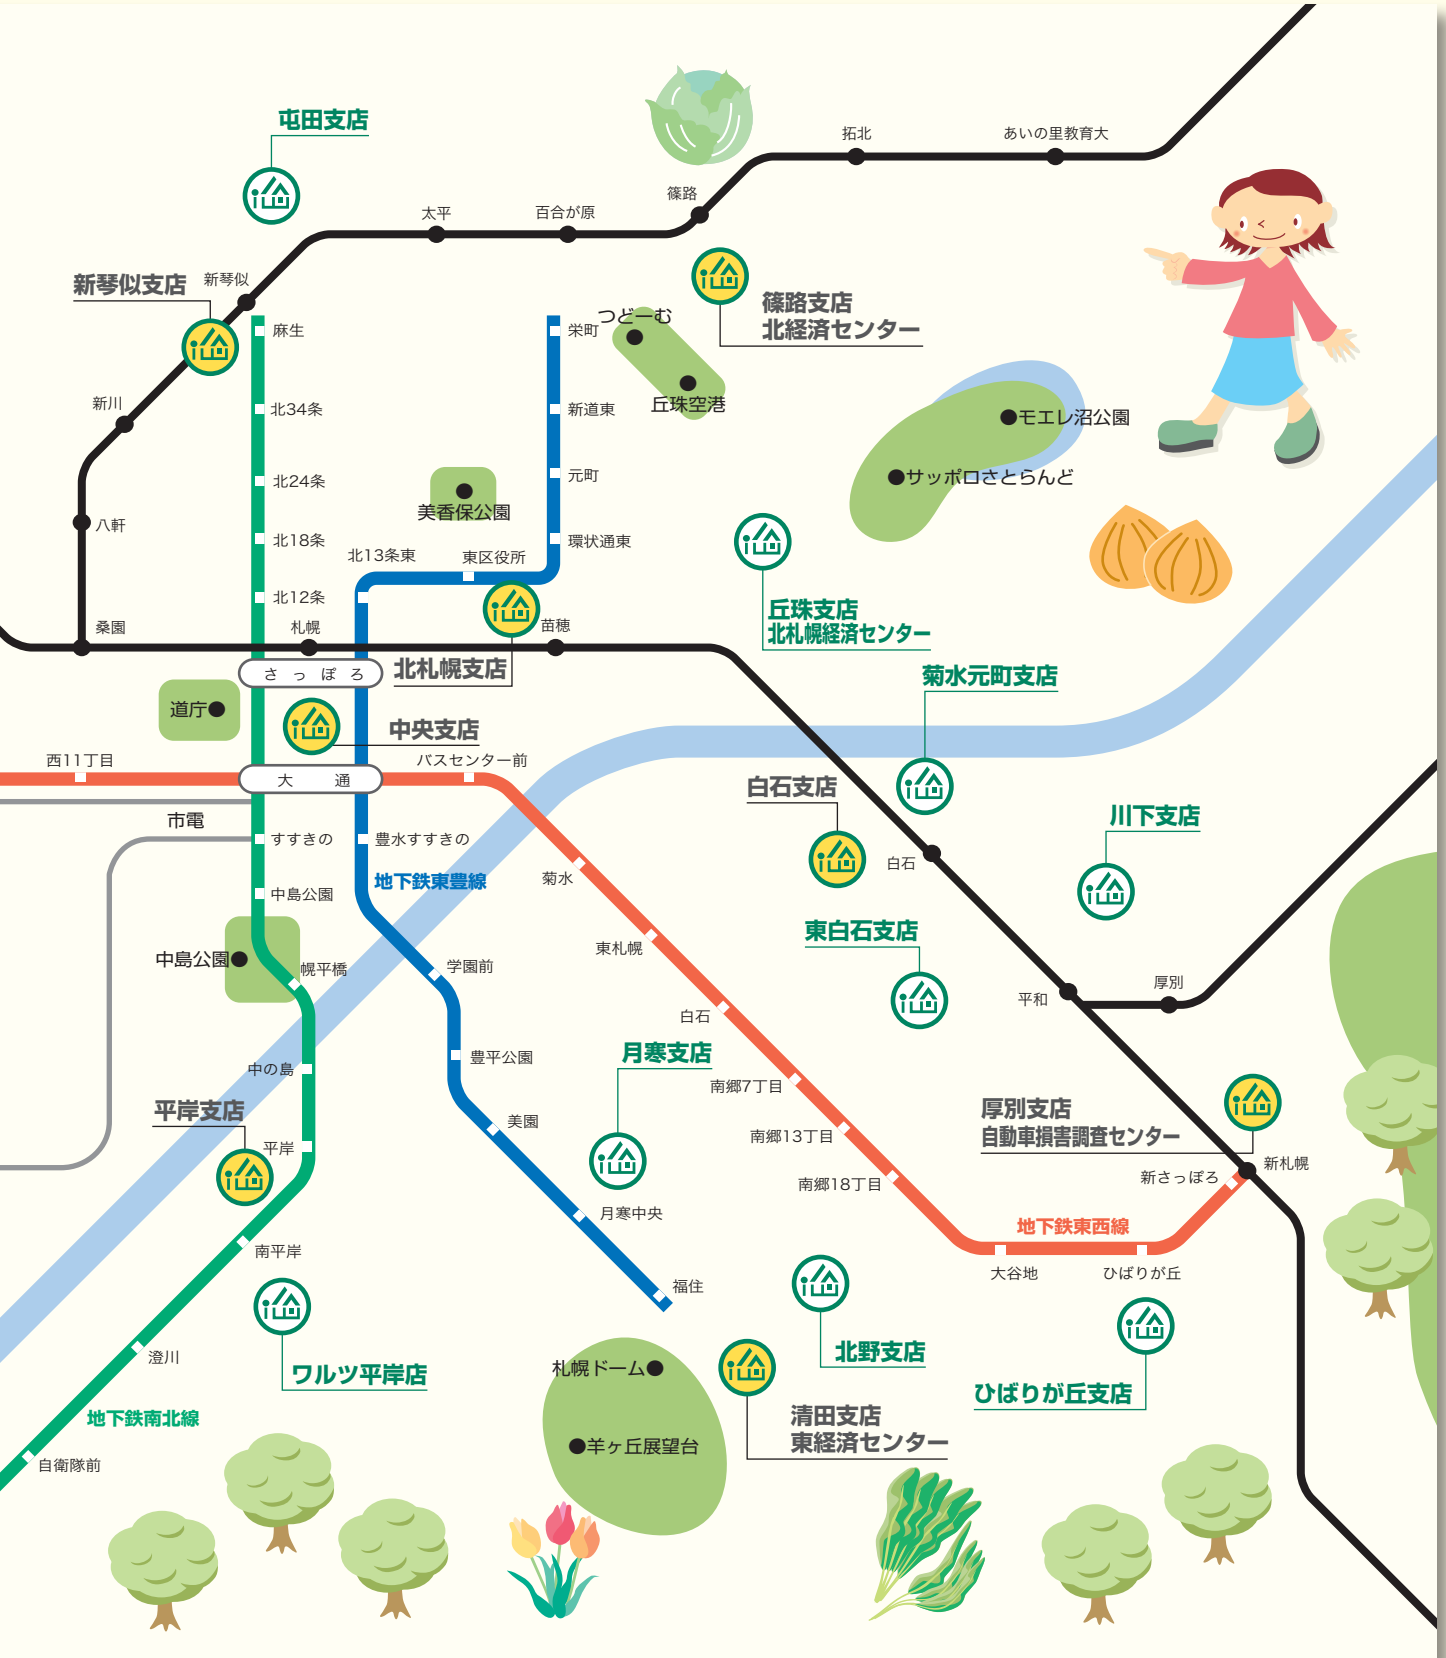 屯田支店
拓北
あいの里教育大
篠路
太平
百合が原
新琴似支店
新琴似
篠路支店
北経済センター
つどーむ
麻生
栄町
新川
北34条
新道東
丘珠空港
モエレ沼公園
北24条
元町
サッポロさとらんど
美香保公園
八軒
北18条
北13条東
東区役所
環状通東
北12条
丘珠支店
北札幌経済センター
桑園
札幌
苗穂
さっぽろ
北札幌支店
菊水元町支店
道庁
中央支店
西11丁目
バスセンター前
大通
白石支店
市電
川下支店
すすきの
豊水すすきの
白石
菊水
地下鉄東豊線
中島公園
東白石支店
東札幌
中島公園
幌平橋
学園前
平和
厚別
白石
月寒支店
豊平公園
中の島
南郷7丁目
平岸支店
厚別支店
自動車損害調査センター
美園
南郷13丁目
平岸
新札幌
新さっぽろ
南郷18丁目
月寒中央
地下鉄東西線
南平岸
大谷地
ひばりが丘
福住
澄川
北野支店
札幌ドーム
ワルツ平岸店
ひばりが丘支店
地下鉄南北線
清田支店
東経済センター
羊ヶ丘展望台
自衛隊前